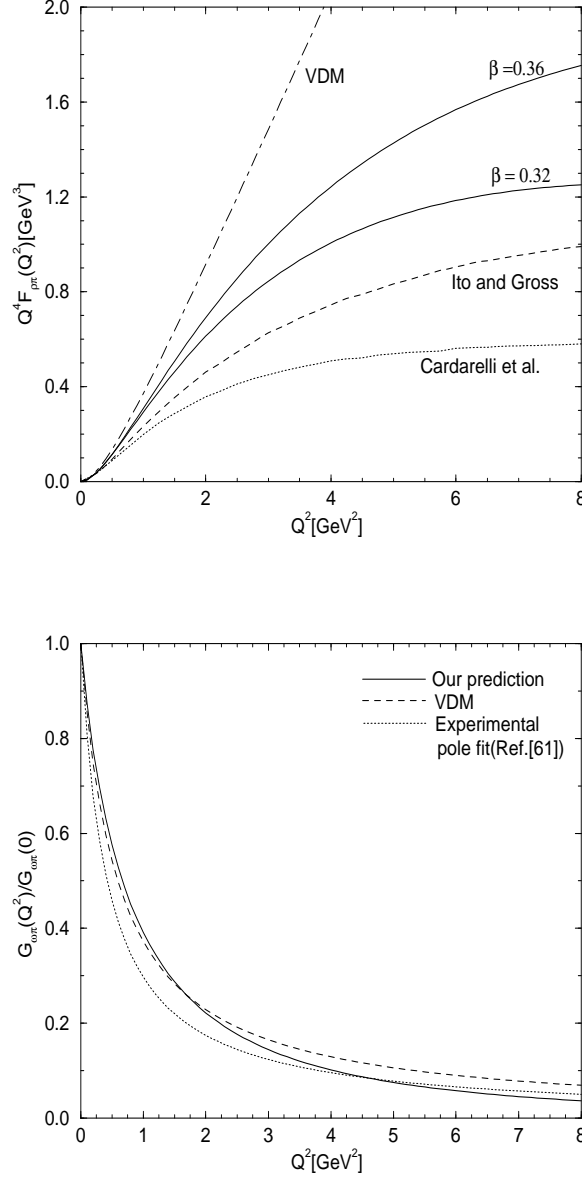 2.0
VDM
β =0.36
1.6
β = 0.32
1.2
Q⁴F_ρπ(Q²)[GeV³]
0.8
Ito and Gross
Cardarelli et al.
0.4
0.0
0 2 4 6 8
Q²[GeV²]
1.0
Our prediction
VDM
Experimental
pole fit(Ref.[61])
0.8
0.6
G_ωπ(Q²)/G_ωπ(0)
0.4
0.2
0.0
0 1 2 3 4 5 6 7 8
Q²[GeV²]